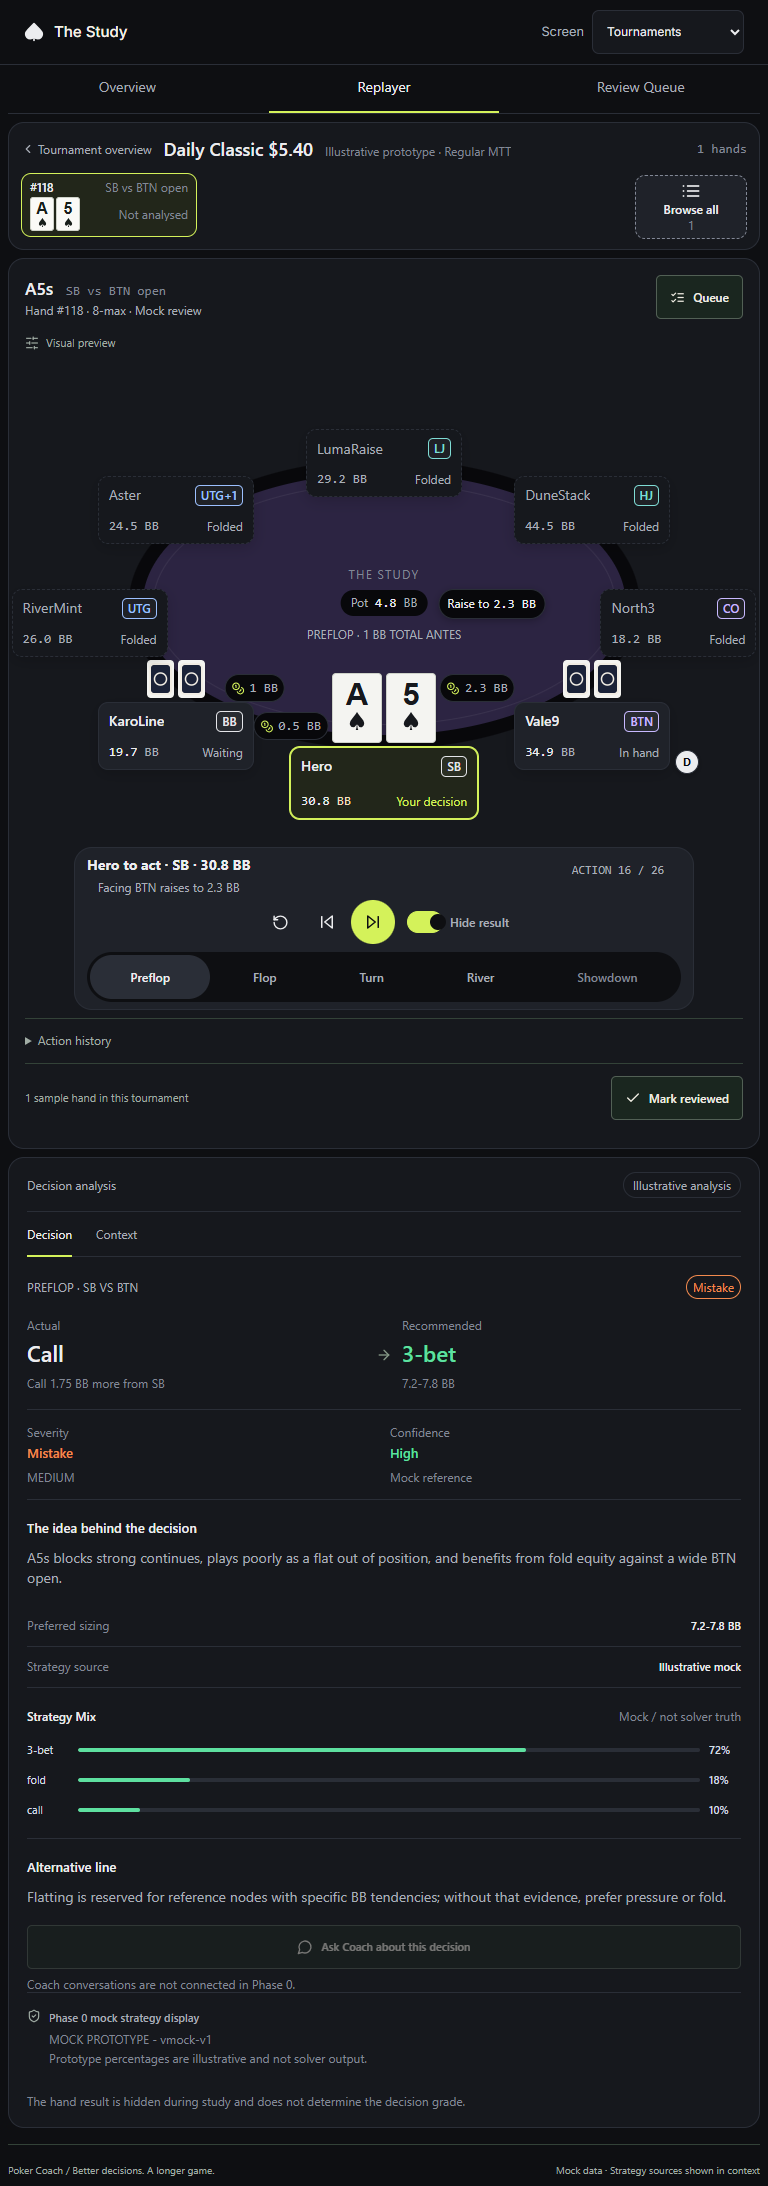 The Study
Screen
Tournaments
Overview
Replayer
Review Queue
Tournament overview
Daily Classic $5.40
Illustrative prototype · Regular MTT
1 hands
#118
SB vs BTN open
A
5
Not analysed
Browse all
1
A5s
SB vs BTN open
Hand #118 · 8-max · Mock review
Queue
Visual preview
LumaRaise
LJ
29.2 BB
Folded
Aster
UTG+1
24.5 BB
Folded
DuneStack
HJ
44.5 BB
Folded
THE STUDY
Pot 4.8 BB
Raise to 2.3 BB
PREFLOP · 1 BB TOTAL ANTES
RiverMint
UTG
26.0 BB
Folded
North3
CO
18.2 BB
Folded
1 BB
0.5 BB
A
5
2.3 BB
KaroLine
BB
19.7 BB
Waiting
Vale9
BTN
34.9 BB
In hand
D
Hero
SB
30.8 BB
Your decision
Hero to act · SB · 30.8 BB
Facing BTN raises to 2.3 BB
ACTION 16 / 26
Hide result
Preflop
Flop
Turn
River
Showdown
Action history
1 sample hand in this tournament
Mark reviewed
Decision analysis
Illustrative analysis
Decision
Context
PREFLOP · SB VS BTN
Mistake
Actual
Call
Call 1.75 BB more from SB
Recommended
3-bet
7.2-7.8 BB
Severity
Mistake
MEDIUM
Confidence
High
Mock reference
The idea behind the decision
A5s blocks strong continues, plays poorly as a flat out of position, and benefits from fold equity against a wide BTN
open.
Preferred sizing
7.2-7.8 BB
Strategy source
Illustrative mock
Strategy Mix
Mock / not solver truth
3-bet
72%
fold
18%
call
10%
Alternative line
Flatting is reserved for reference nodes with specific BB tendencies; without that evidence, prefer pressure or fold.
Ask Coach about this decision
Coach conversations are not connected in Phase 0.
Phase 0 mock strategy display
MOCK PROTOTYPE - vmock-v1
Prototype percentages are illustrative and not solver output.
The hand result is hidden during study and does not determine the decision grade.
Poker Coach / Better decisions. A longer game.
Mock data · Strategy sources shown in context